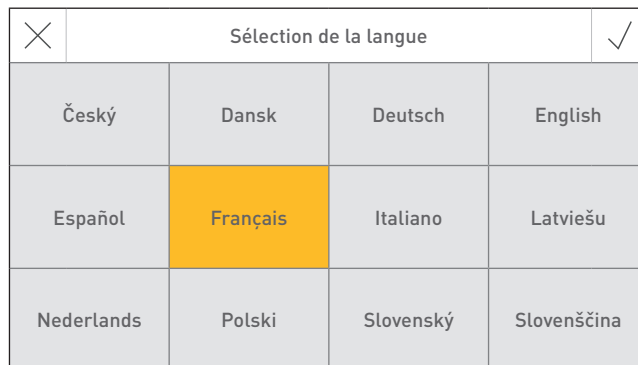 Sélection de la langue
Český Dansk Deutsch English
Español Français Italiano Latviešu
Nederlands Polski Slovenský Slovenščina